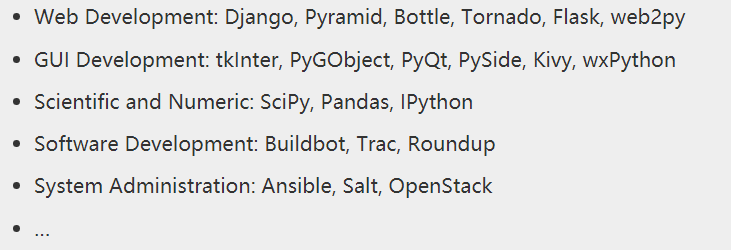 • Web Development: Django, Pyramid, Bottle, Tornado, Flask, web2py
• GUI Development: tkInter, PyGObject, PyQt, PySide, Kivy, wxPython
• Scientific and Numeric: SciPy, Pandas, IPython
• Software Development: Buildbot, Trac, Roundup
• System Administration: Ansible, Salt, OpenStack
• ...